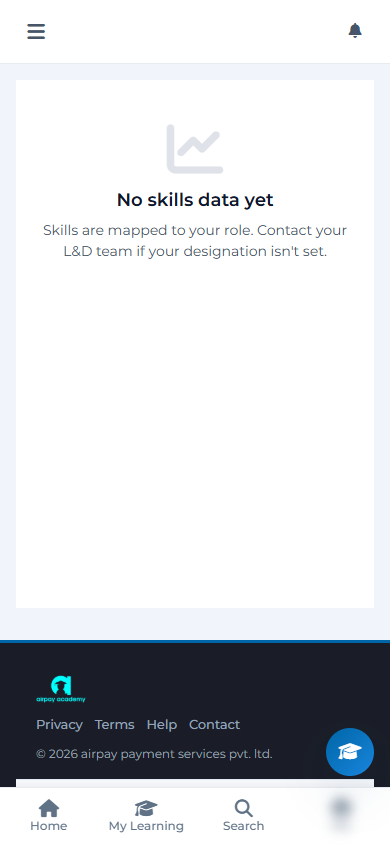 No skills data yet
Skills are mapped to your role. Contact your
L&D team if your designation isn't set.
airpay academy
Privacy Terms Help Contact
© 2026 airpay payment services pvt. ltd.
Home My Learning Search